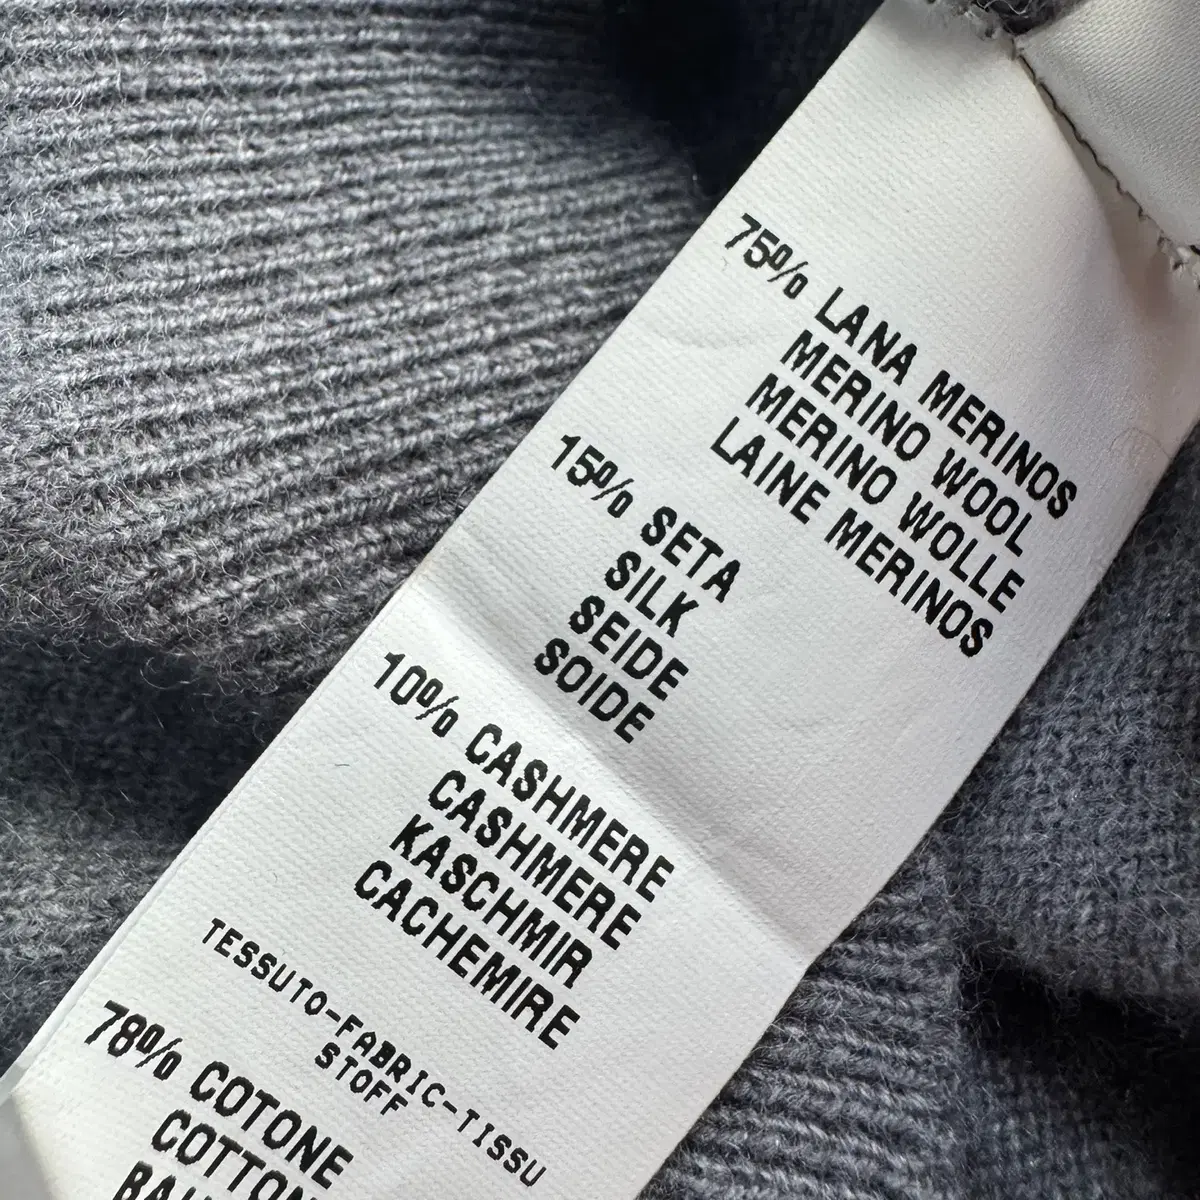 75% LANA MERINOS
MERINO WOOL
MERINO WOLLE
LAINE MERINOS
15% SETA
SILK
SEIDE
SOIDE
10% CASHMERE
CASHMERE
KASCHMIR
CACHEMIRE
TESSUTO-FABRIC-TISSU
STOFF
78% COTONE
COTTON